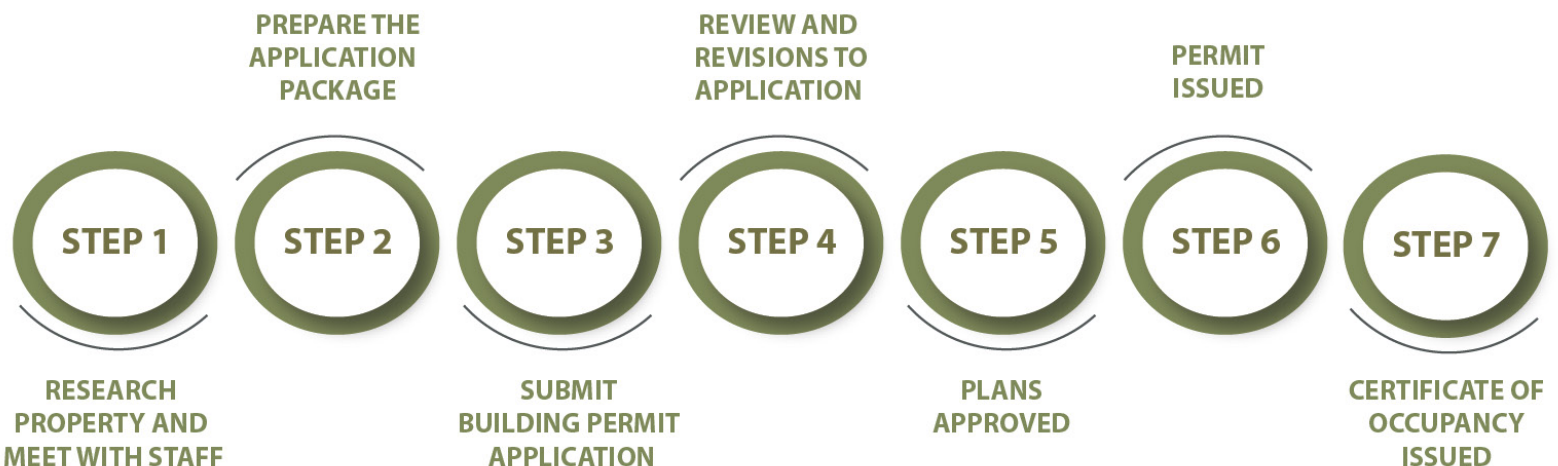 STEP 1
RESEARCH
PROPERTY AND
MEET WITH STAFF
PREPARE THE
APPLICATION
PACKAGE
STEP 2
STEP 3
SUBMIT
BUILDING PERMIT
APPLICATION
REVIEW AND
REVISIONS TO
APPLICATION
STEP 4
STEP 5
PLANS
APPROVED
PERMIT
ISSUED
STEP 6
STEP 7
CERTIFICATE OF
OCCUPANCY
ISSUED